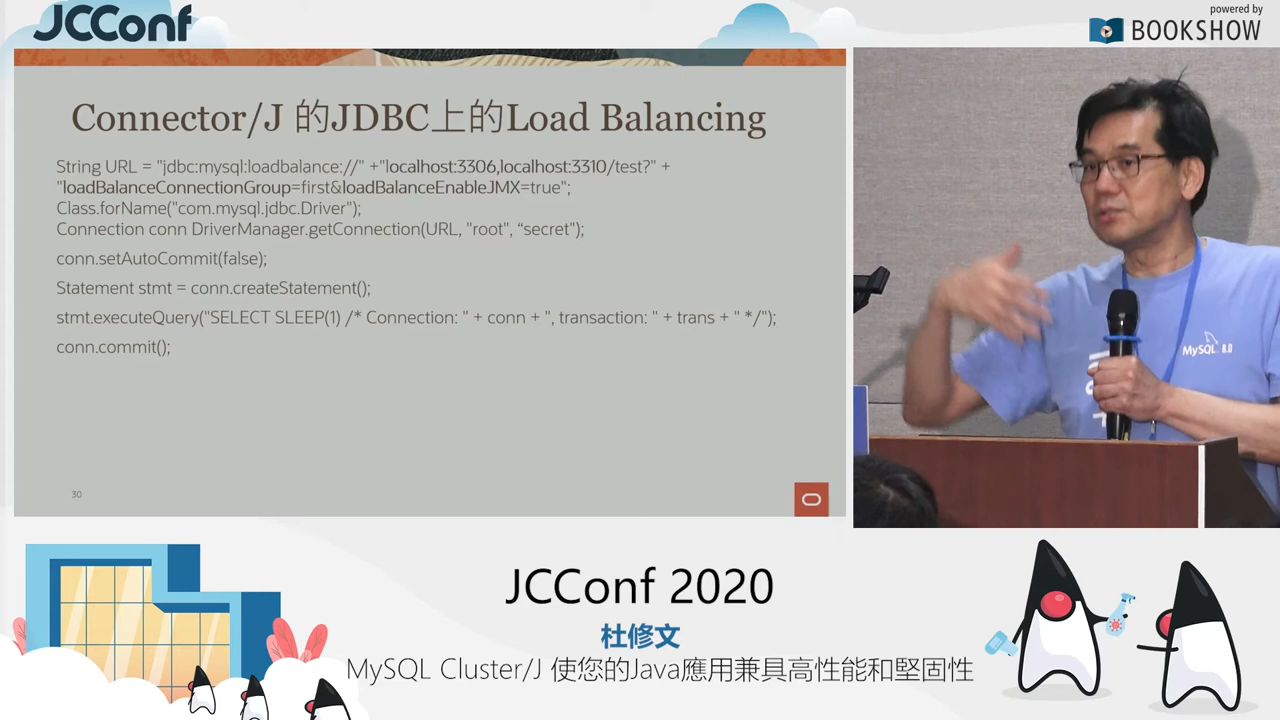 JCConf
powered by
BOOKSHOW
Connector/J 的JDBC上的Load Balancing
String URL = "jdbc:mysql:loadbalance://" +"localhost:3306,localhost:3310/test?" +
"loadBalanceConnectionGroup=first&loadBalanceEnableJMX=true";
Class.forName("com.mysql.jdbc.Driver");
Connection conn DriverManager.getConnection(URL, "root", “secret");
conn.setAutoCommit(false);
Statement stmt = conn.createStatement();
stmt.executeQuery("SELECT SLEEP(1) /* Connection: " + conn + ", transaction: " + trans + " */");
conn.commit();
30
MySQL 8.0
JCConf 2020
杜修文
MySQL Cluster/J 使您的Java應用兼具高性能和堅固性